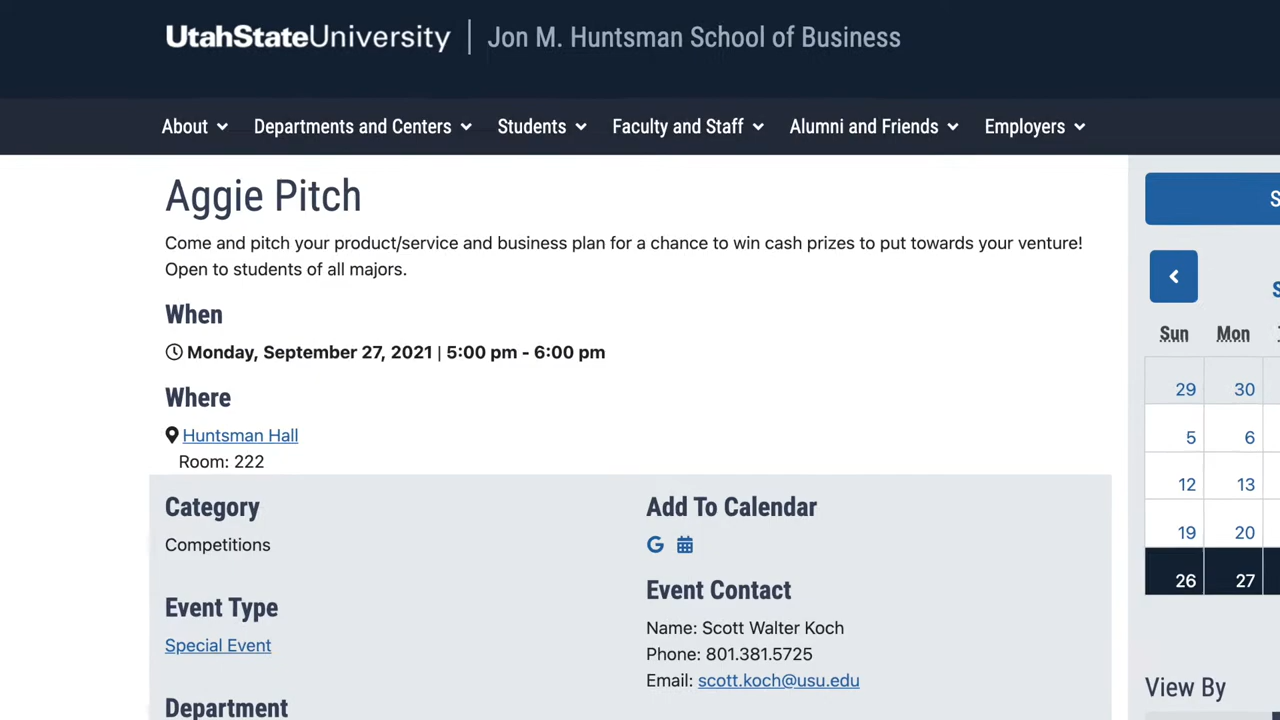 UtahStateUniversity | Jon M. Huntsman School of Business
About Departments and Centers Students Faculty and Staff Alumni and Friends Employers
Aggie Pitch
Come and pitch your product/service and business plan for a chance to win cash prizes to put towards your venture!
Open to students of all majors.
When
Monday, September 27, 2021 | 5:00 pm - 6:00 pm
Where
Huntsman Hall
Room: 222
Category
Competitions
Event Type
Special Event
Department
Add To Calendar
G
Event Contact
Name: Scott Walter Koch
Phone: 801.381.5725
Email: scott.koch@usu.edu
Sun Mon
29 30
5 6
12 13
19 20
26 27
View By